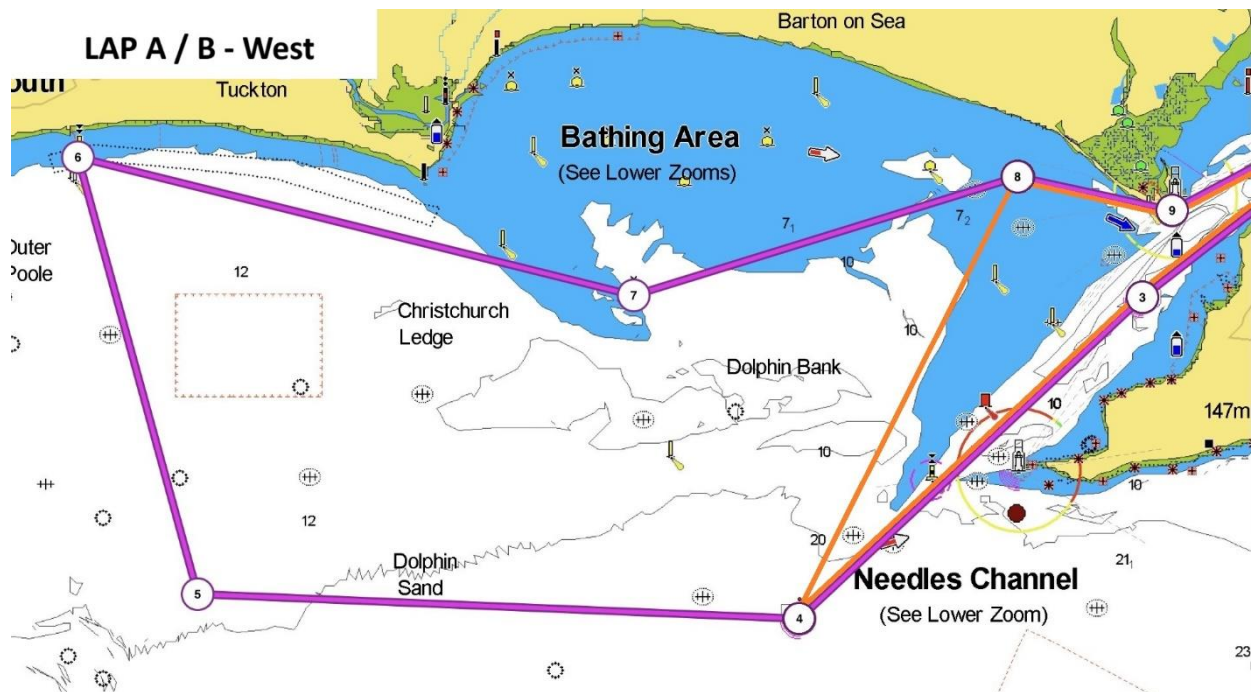 LAP A / B - West
Barton on Sea
outh
Tuckton
Bathing Area
(See Lower Zooms)
6
8
9
7₁
7₂
Outer
Poole
12
10
7
3
Christchurch
Ledge
10
Dolphin Bank
10
147m
10
10
12
20
21₁
Dolphin
Sand
5
4
Needles Channel
(See Lower Zoom)
23